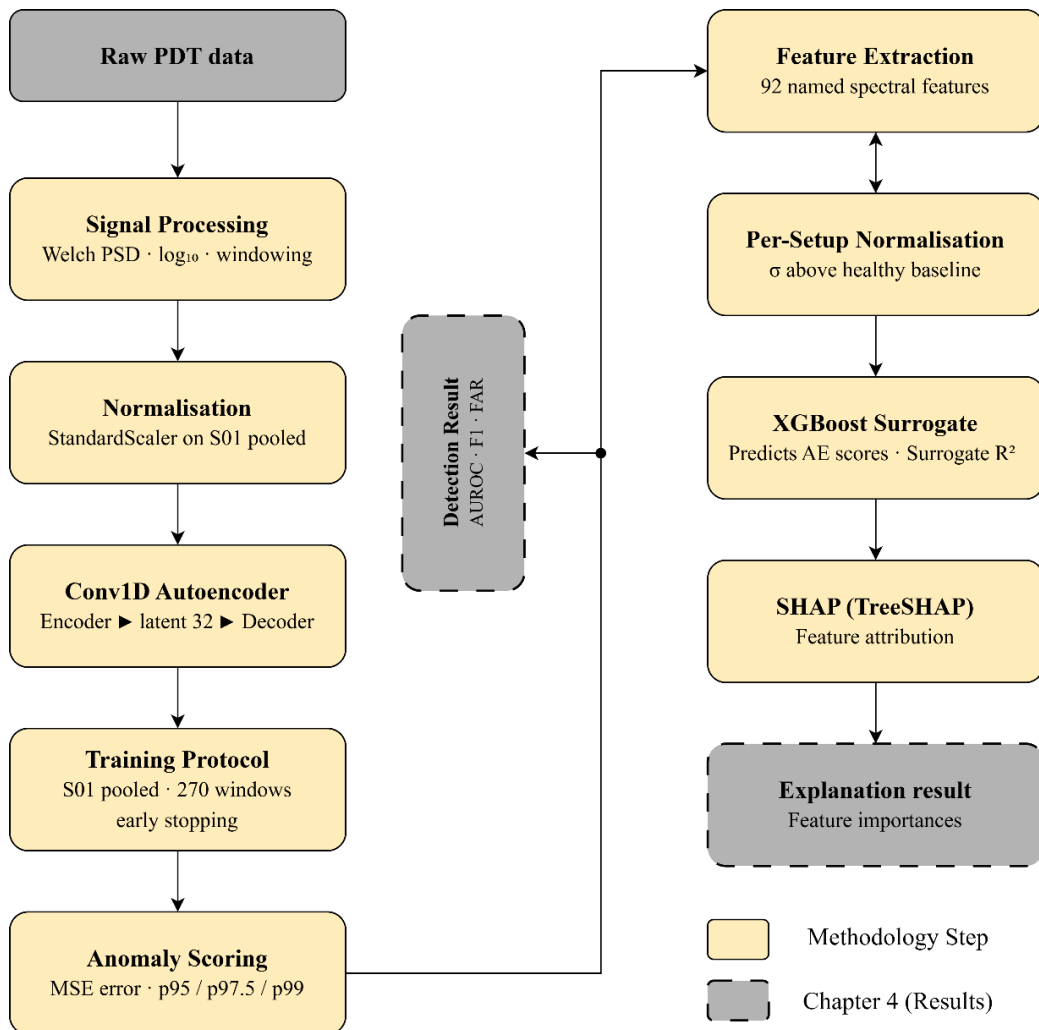 Raw PDT data
Signal Processing
Welch PSD · log₁₀ · windowing
Normalisation
StandardScaler on S01 pooled
Conv1D Autoencoder
Encoder ► latent 32 ► Decoder
Training Protocol
S01 pooled · 270 windows
early stopping
Anomaly Scoring
MSE error · p95 / p97.5 / p99
Detection Result
AUROC · F1 · FAR
Feature Extraction
92 named spectral features
Per-Setup Normalisation
σ above healthy baseline
XGBoost Surrogate
Predicts AE scores · Surrogate R²
SHAP (TreeSHAP)
Feature attribution
Explanation result
Feature importances
Methodology Step
Chapter 4 (Results)